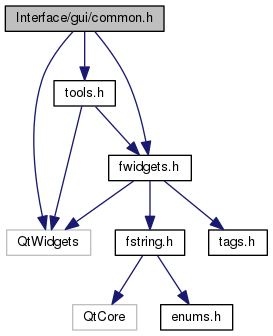 Interface/gui/common.h
tools.h
fwidgets.h
QtWidgets
fstring.h
tags.h
QtCore
enums.h